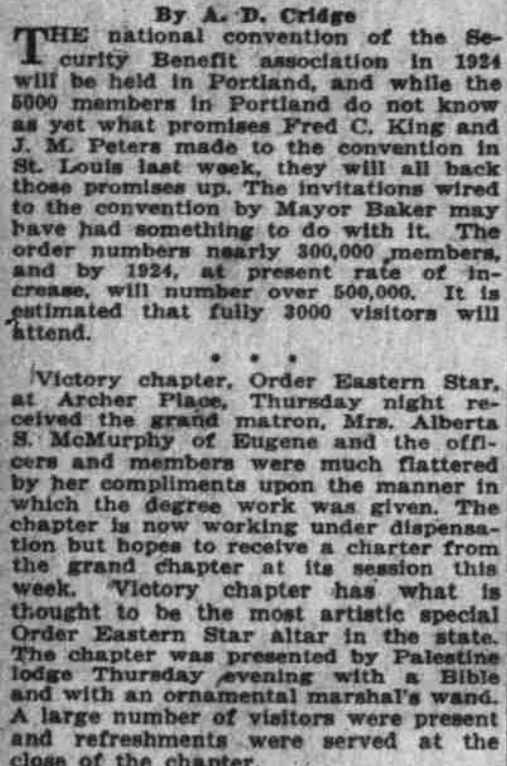 By A. D. Cridge
THE national convention of the Se-
curity Benefit association in 1924
will be held in Portland, and while the
5000 members in Portland do not know
as yet what promises Fred C. King and
J. M. Peters made to the convention in
St. Louis last week, they will all back
those promises up. The invitations wired
to the convention by Mayor Baker may
have had something to do with it. The
order numbers nearly 300,000 members,
and by 1924, at present rate of in-
crease, will number over 500,000. It is
estimated that fully 3000 visitors will
attend.
* * *
Victory chapter, Order Eastern Star,
at Archer Place, Thursday night re-
ceived the grand matron, Mrs. Alberta
S. McMurphy of Eugene and the offi-
cers and members were much flattered
by her compliments upon the manner in
which the degree work was given. The
chapter is now working under dispensa-
tion but hopes to receive a charter from
the grand chapter at its session this
week. Victory chapter has what is
thought to be the most artistic special
Order Eastern Star altar in the state.
The chapter was presented by Palestine
lodge Thursday evening with a Bible
and with an ornamental marshal's wand.
A large number of visitors were present
and refreshments were served at the
close of the chapter.